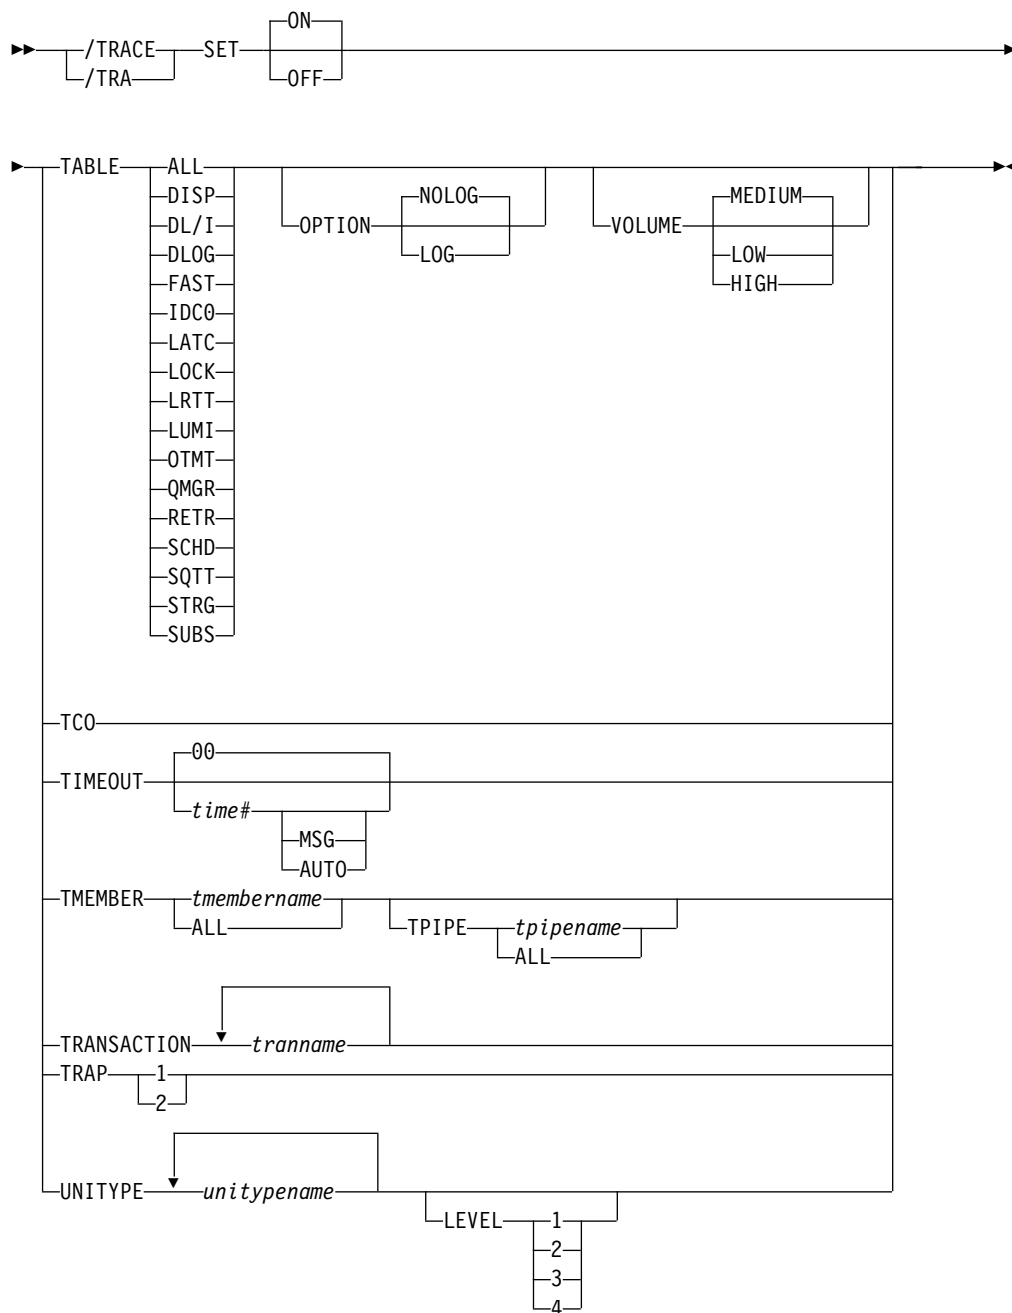 ON
/TRACE SET
/TRA OFF
TABLE ALL
DISP NOLOG MEDIUM
DL/I OPTION VOLUME
DLOG LOG LOW
FAST HIGH
IDC0
LATC
LOCK
LRTT
LUMI
OTMT
QMGR
RETR
SCHD
SQTT
STRG
SUBS
TCO
00
TIMEOUT
time#
MSG
AUTO
TMEMBER tmembername
ALL TPIPE tpipename
ALL
TRANSACTION tranname
TRAP 1
2
UNITYPE unitypename
LEVEL 1
2
3
4